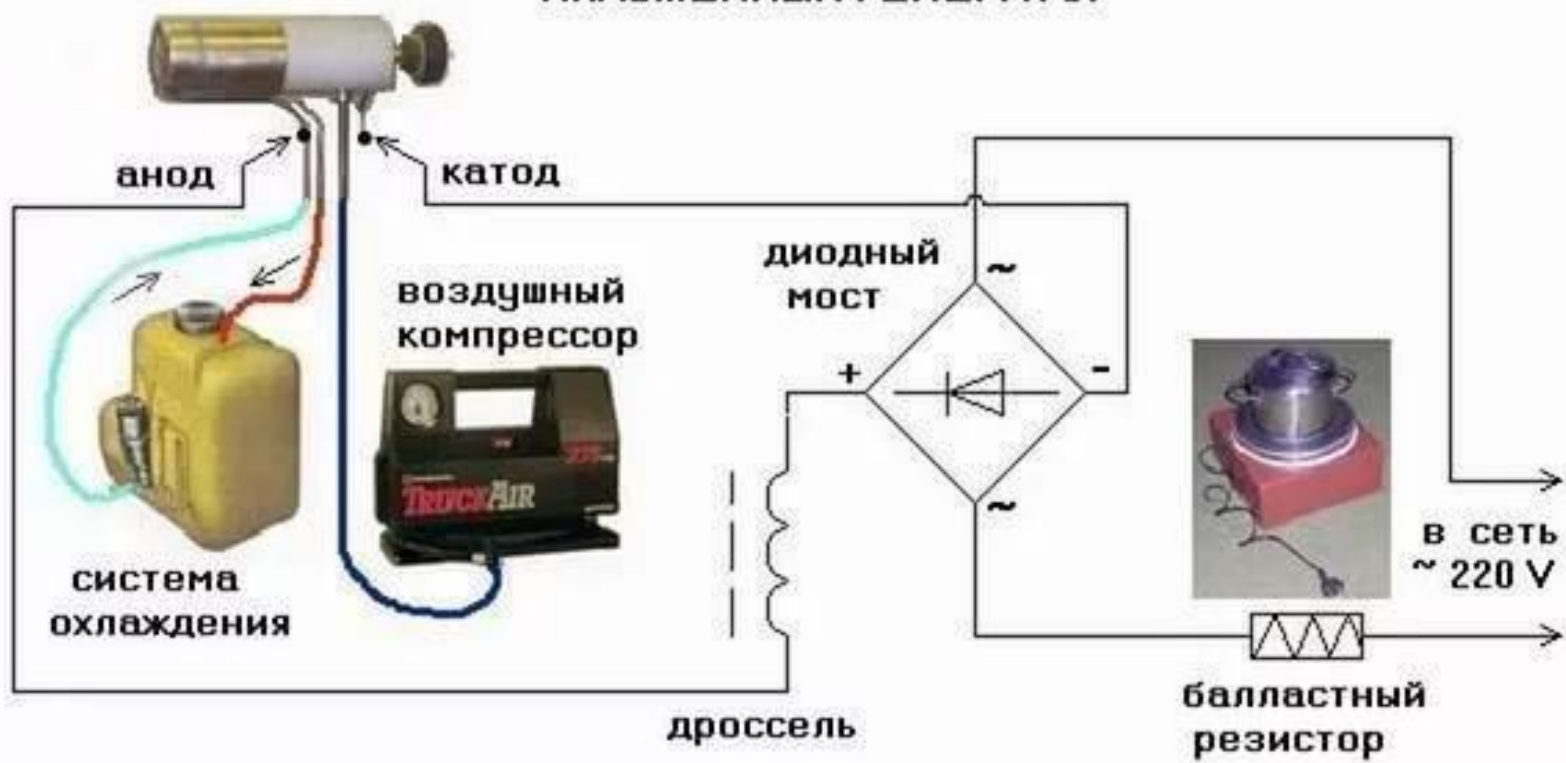 анод
катод
диодный
мост
~
воздушный
компрессор
+
-
TRUCKAIR
~
в сеть
~ 220 V
система
охлаждения
балластный
резистор
дроссель